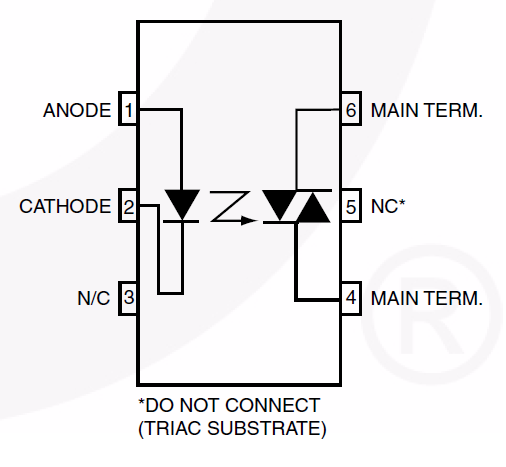 ANODE 1
6 MAIN TERM.
CATHODE 2
5 NC*
N/C 3
4 MAIN TERM.
*DO NOT CONNECT
(TRIAC SUBSTRATE)
®